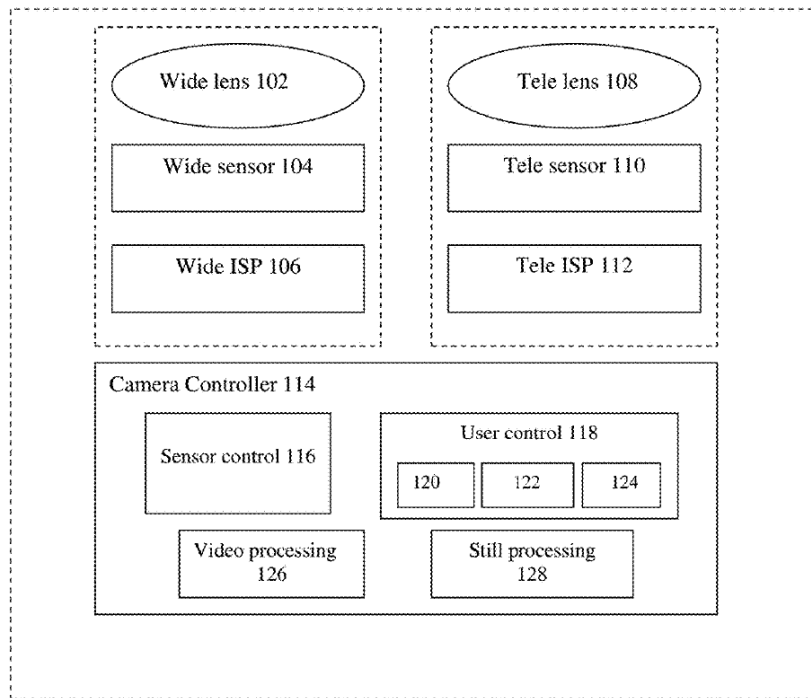 Wide lens 102
Tele lens 108
Wide sensor 104
Tele sensor 110
Wide ISP 106
Tele ISP 112
Camera Controller 114
Sensor control 116
User control 118
120
122
124
Video processing
126
Still processing
128